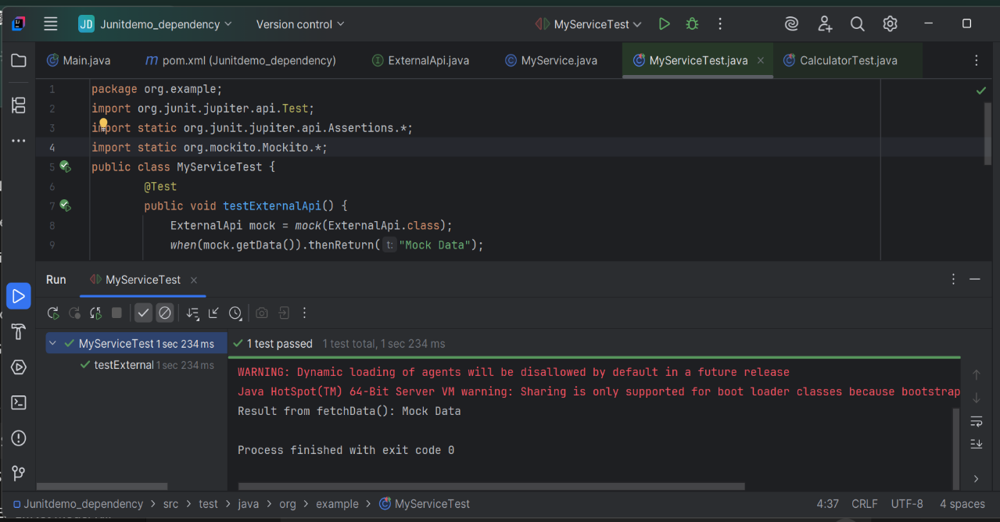 JD Junitdemo_dependency Version control MyServiceTest
Main.java m pom.xml (Junitdemo_dependency) ExternalApi.java MyService.java MyServiceTest.java CalculatorTest.java
1 package org.example;
2 import org.junit.jupiter.api.Test;
3 import static org.junit.jupiter.api.Assertions.*;
4 import static org.mockito.Mockito.*;
5 public class MyServiceTest {
6 @Test
7 public void testExternalApi() {
8 ExternalApi mock = mock(ExternalApi.class);
9 when(mock.getData()).thenReturn( t: "Mock Data");
Run MyServiceTest
MyServiceTest 1 sec 234 ms
testExternal 1 sec 234 ms
1 test passed 1 test total, 1 sec 234 ms
WARNING: Dynamic loading of agents will be disallowed by default in a future release
Java HotSpot(TM) 64-Bit Server VM warning: Sharing is only supported for boot loader classes because bootstrap
Result from fetchData(): Mock Data
Process finished with exit code 0
Junitdemo_dependency > src > test > java > org > example > MyServiceTest 4:37 CRLF UTF-8 4 spaces